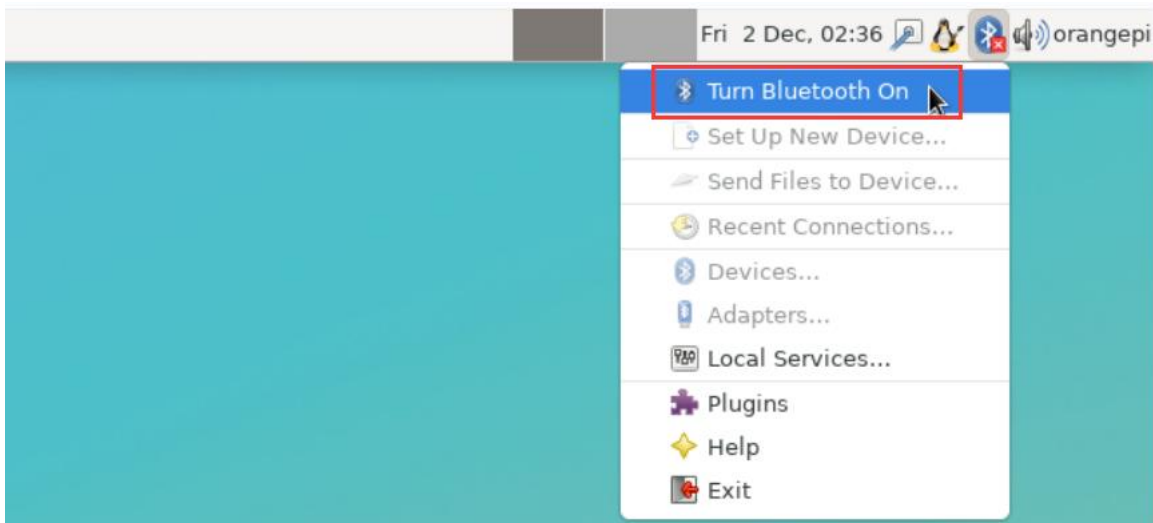 Fri 2 Dec, 02:36 orangepi
Turn Bluetooth On
Set Up New Device...
Send Files to Device...
Recent Connections...
Devices...
Adapters...
Local Services...
Plugins
Help
Exit